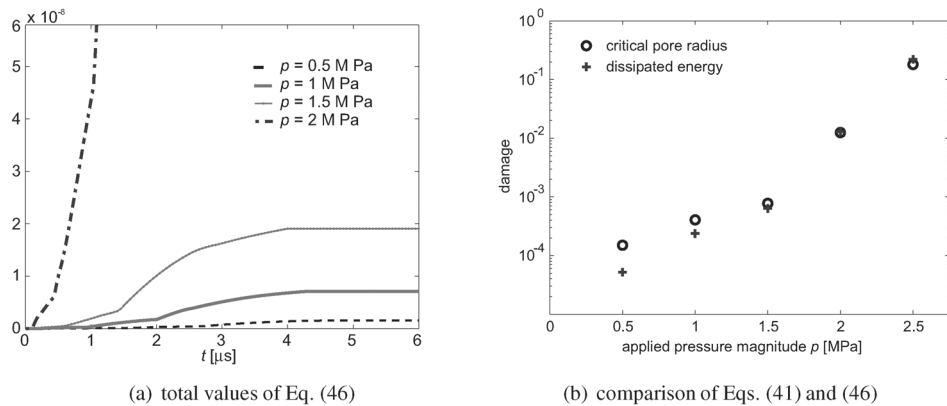 6 x 10⁻⁸
5
4
3
2
1
0
0 1 2 3 4 5 6
t [μs]
p = 0.5 M Pa
p = 1 M Pa
p = 1.5 M Pa
p = 2 M Pa
(a) total values of Eq. (46)
10⁰
10⁻¹
10⁻²
10⁻³
10⁻⁴
damage
critical pore radius
dissipated energy
0.5 1 1.5 2 2.5
applied pressure magnitude p [MPa]
(b) comparison of Eqs. (41) and (46)